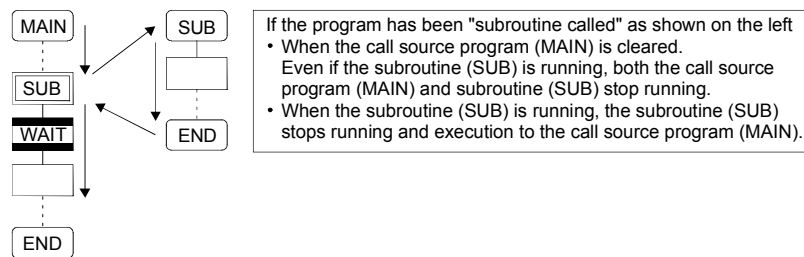 MAIN
SUB
WAIT
END
SUB
END
If the program has been "subroutine called" as shown on the left
• When the call source program (MAIN) is cleared.
Even if the subroutine (SUB) is running, both the call source
program (MAIN) and subroutine (SUB) stop running.
• When the subroutine (SUB) is running, the subroutine (SUB)
stops running and execution to the call source program (MAIN).